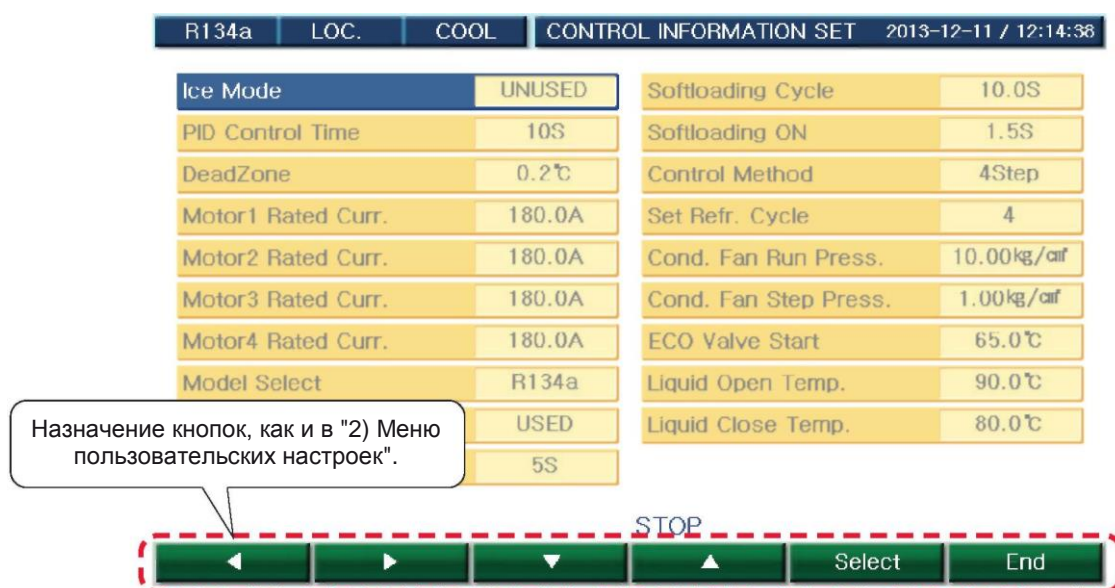 R134a LOC. COOL CONTROL INFORMATION SET 2013-12-11 / 12:14:38
Ice Mode UNUSED Softloading Cycle 10.0S
PID Control Time 10S Softloading ON 1.5S
DeadZone 0.2℃ Control Method 4Step
Motor1 Rated Curr. 180.0A Set Refr. Cycle 4
Motor2 Rated Curr. 180.0A Cond. Fan Run Press. 10.00㎏/㎠
Motor3 Rated Curr. 180.0A Cond. Fan Step Press. 1.00㎏/㎠
Motor4 Rated Curr. 180.0A ECO Valve Start 65.0℃
Model Select R134a Liquid Open Temp. 90.0℃
USED Liquid Close Temp. 80.0℃
5S
Назначение кнопок, как и в "2) Меню
пользовательских настроек".
STOP
◀ ▶ ▼ ▲ Select End